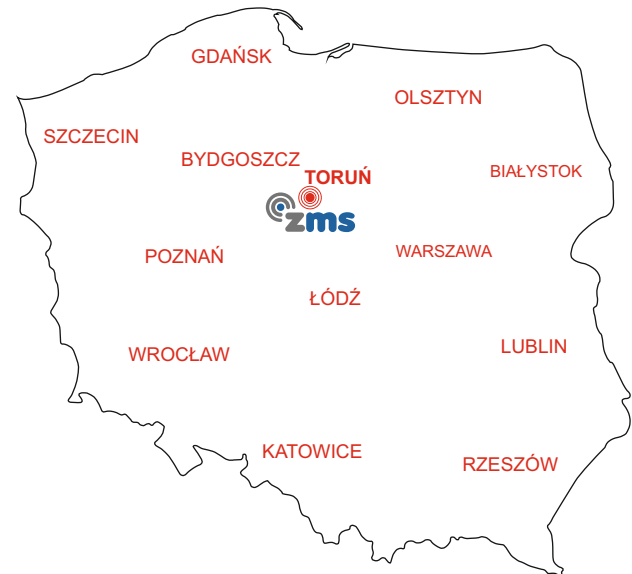 GDAŃSK
OLSZTYN
SZCZECIN
BYDGOSZCZ
TORUŃ
BIAŁYSTOK
zms
POZNAŃ
WARSZAWA
ŁÓDŹ
WROCŁAW
LUBLIN
KATOWICE
RZESZÓW